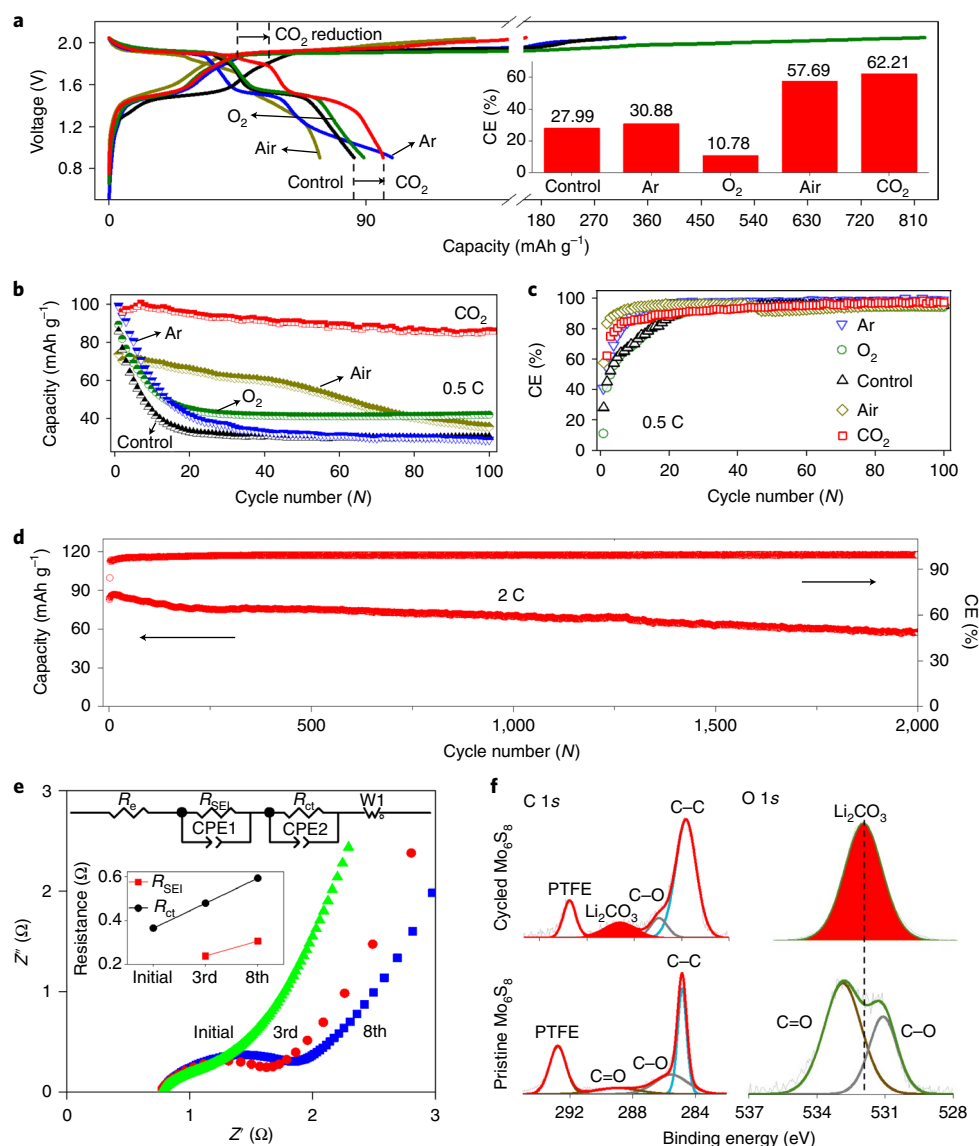 a
CO2 reduction
2.0
1.6
1.2
0.8
Voltage (V)
O2
Air
Ar
Control
CO2
0
90
180
270
360
450
540
630
720
810
Capacity (mAh g−1)
60
40
20
0
CE (%)
27.99
30.88
10.78
57.69
62.21
Control
Ar
O2
Air
CO2
b
100
80
60
40
Capacity (mAh g−1)
CO2
Ar
Air
O2
Control
0.5 C
0
20
40
60
80
100
Cycle number (N)
c
100
80
60
40
20
0
CE (%)
Ar
O2
Control
Air
CO2
0.5 C
0
20
40
60
80
100
Cycle number (N)
d
120
90
60
30
0
Capacity (mAh g−1)
2 C
90
60
30
0
CE (%)
0
500
1,000
1,500
2,000
Cycle number (N)
e
Re
RSEI
Rct
W1
CPE1
CPE2
3
2
1
0
Z″ (Ω)
0.6
0.4
0.2
Resistance (Ω)
RSEI
Rct
Initial
3rd
8th
Initial
3rd
8th
0
1
2
3
Z′ (Ω)
f
C 1s
O 1s
Cycled Mo6S8
PTFE
Li2CO3
C–O
C–C
Li2CO3
Pristine Mo6S8
PTFE
C=O
C–O
C–C
C=O
C–O
292
288
284
537
534
531
528
Binding energy (eV)